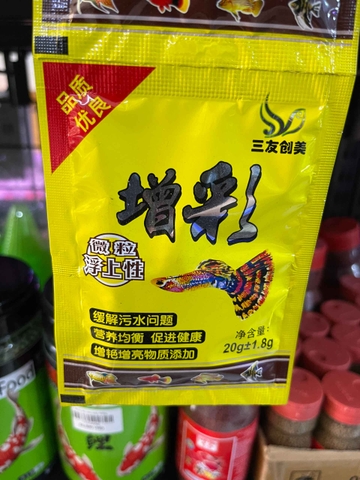 品质
优良
三友创美
增彩
微粒
浮上性
缓解污水问题
营养均衡 促进健康
增艳增亮物质添加
净含量:
20g±1.8g
Food